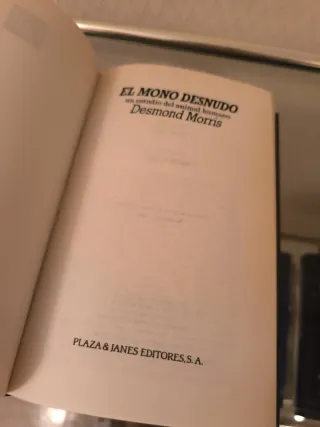 EL MONO DESNUDO
un estudio del animal humano
Desmond Morris
PLAZA & JANES EDITORES, S. A.